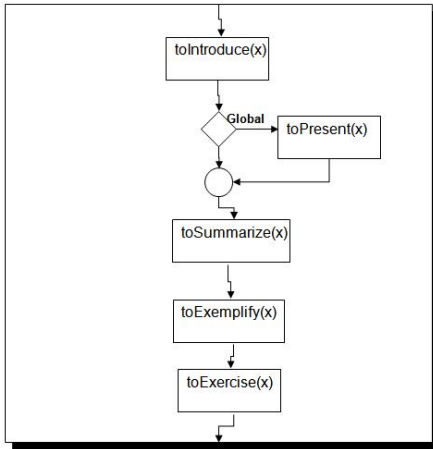 toIntroduce(x)
Global
toPresent(x)
toSummarize(x)
toExemplify(x)
toExercise(x)